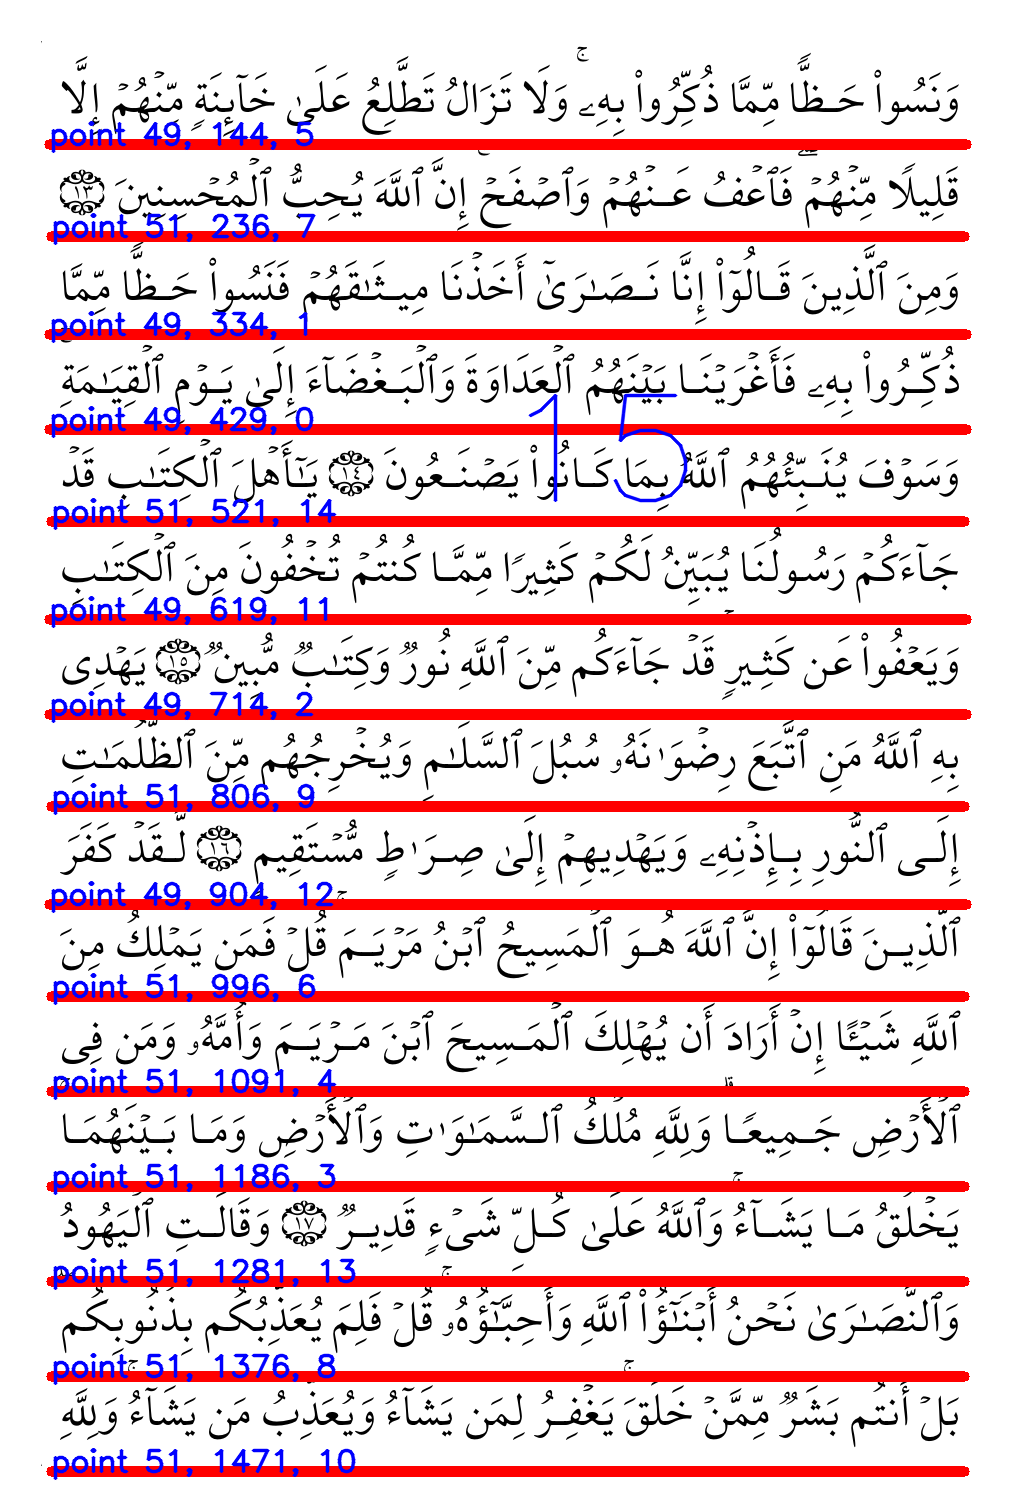 وَنَسُوا۟ حَظًّا مِّمَّا ذُكِّرُوا۟ بِهِۦۚ وَلَا تَزَالُ تَطَّلِعُ عَلَىٰ خَآئِنَةٍ مِّنْهُمْ إِلَّا
point 49, 144, 5
قَلِيلًا مِّنْهُمْۖ فَٱعْفُ عَنْهُمْ وَٱصْفَحْۚ إِنَّ ٱللَّهَ يُحِبُّ ٱلْمُحْسِنِينَ ١٣
point 51, 236, 7
وَمِنَ ٱلَّذِينَ قَالُوٓا۟ إِنَّا نَصَـٰرَىٰٓ أَخَذْنَا مِيثَـٰقَهُمْ فَنَسُوا۟ حَظًّا مِّمَّا
point 49, 334, 1
ذُكِّرُوا۟ بِهِۦ فَأَغْرَيْنَا بَيْنَهُمُ ٱلْعَدَاوَةَ وَٱلْبَغْضَآءَ إِلَىٰ يَوْمِ ٱلْقِيَـٰمَةِۚ
15
point 49, 429, 0
وَسَوْفَ يُنَبِّئُهُمُ ٱللَّهُ بِمَا كَانُوا۟ يَصْنَعُونَ ١٤ يَـٰٓأَهْلَ ٱلْكِتَـٰبِ قَدْ
point 51, 521, 14
جَآءَكُمْ رَسُولُنَا يُبَيِّنُ لَكُمْ كَثِيرًا مِّمَّا كُنتُمْ تُخْفُونَ مِنَ ٱلْكِتَـٰبِ
point 49, 619, 11
وَيَعْفُوا۟ عَن كَثِيرٍۚ قَدْ جَآءَكُم مِّنَ ٱللَّهِ نُورٌ وَكِتَـٰبٌ مُّبِينٌ ١٥ يَهْدِى
point 49, 714, 2
بِهِ ٱللَّهُ مَنِ ٱتَّبَعَ رِضْوَٰنَهُۥ سُبُلَ ٱلسَّلَـٰمِ وَيُخْرِجُهُم مِّنَ ٱلظُّلُمَـٰتِ
point 51, 806, 9
إِلَى ٱلنُّورِ بِإِذْنِهِۦ وَيَهْدِيهِمْ إِلَىٰ صِرَٰطٍ مُّسْتَقِيمٍ ١٦ لَّقَدْ كَفَرَ
point 49, 904, 12
ٱلَّذِينَ قَالُوٓا۟ إِنَّ ٱللَّهَ هُوَ ٱلْمَسِيحُ ٱبْنُ مَرْيَمَۚ قُلْ فَمَن يَمْلِكُ مِنَ
point 51, 996, 6
ٱللَّهِ شَيْـًٔا إِنْ أَرَادَ أَن يُهْلِكَ ٱلْمَسِيحَ ٱبْنَ مَرْيَمَ وَأُمَّهُۥ وَمَن فِى
point 51, 1091, 4
ٱلْأَرْضِ جَمِيعًاۗ وَلِلَّهِ مُلْكُ ٱلسَّمَـٰوَٰتِ وَٱلْأَرْضِ وَمَا بَيْنَهُمَاۚ
point 51, 1186, 3
يَخْلُقُ مَا يَشَآءُۚ وَٱللَّهُ عَلَىٰ كُلِّ شَىْءٍ قَدِيرٌ ١٧ وَقَالَتِ ٱلْيَهُودُ
point 51, 1281, 13
وَٱلنَّصَـٰرَىٰ نَحْنُ أَبْنَـٰٓؤُا۟ ٱللَّهِ وَأَحِبَّـٰٓؤُهُۥۚ قُلْ فَلِمَ يُعَذِّبُكُم بِذُنُوبِكُم
point 51, 1376, 8
بَلْ أَنتُم بَشَرٌ مِّمَّنْ خَلَقَۚ يَغْفِرُ لِمَن يَشَآءُ وَيُعَذِّبُ مَن يَشَآءُۚ وَلِلَّهِ
point 51, 1471, 10